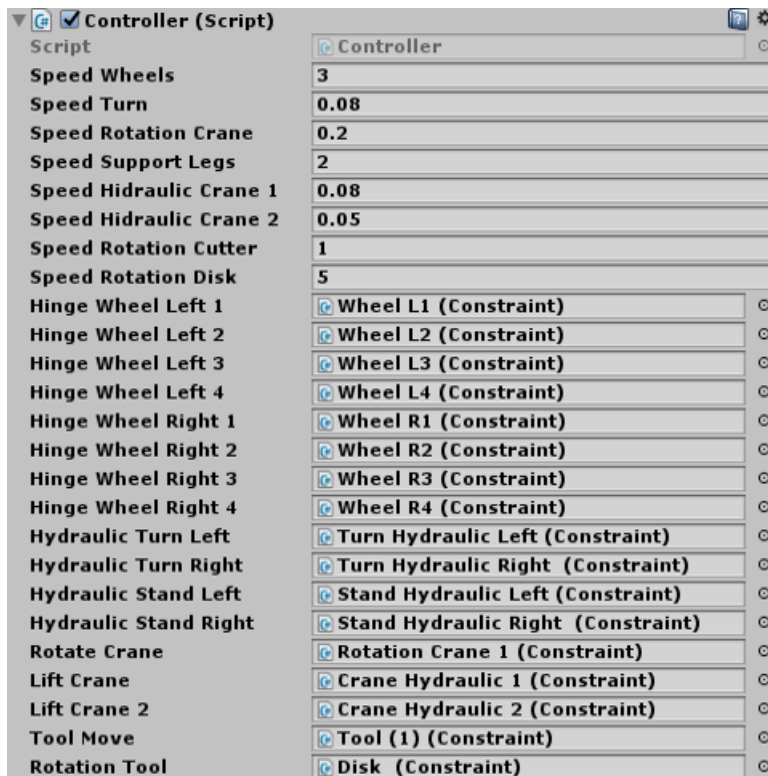 Controller (Script)
Script Controller
Speed Wheels 3
Speed Turn 0.08
Speed Rotation Crane 0.2
Speed Support Legs 2
Speed Hidraulic Crane 1 0.08
Speed Hidraulic Crane 2 0.05
Speed Rotation Cutter 1
Speed Rotation Disk 5
Hinge Wheel Left 1 Wheel L1 (Constraint)
Hinge Wheel Left 2 Wheel L2 (Constraint)
Hinge Wheel Left 3 Wheel L3 (Constraint)
Hinge Wheel Left 4 Wheel L4 (Constraint)
Hinge Wheel Right 1 Wheel R1 (Constraint)
Hinge Wheel Right 2 Wheel R2 (Constraint)
Hinge Wheel Right 3 Wheel R3 (Constraint)
Hinge Wheel Right 4 Wheel R4 (Constraint)
Hydraulic Turn Left Turn Hydraulic Left (Constraint)
Hydraulic Turn Right Turn Hydraulic Right (Constraint)
Hydraulic Stand Left Stand Hydraulic Left (Constraint)
Hydraulic Stand Right Stand Hydraulic Right (Constraint)
Rotate Crane Rotation Crane 1 (Constraint)
Lift Crane Crane Hydraulic 1 (Constraint)
Lift Crane 2 Crane Hydraulic 2 (Constraint)
Tool Move Tool (1) (Constraint)
Rotation Tool Disk (Constraint)